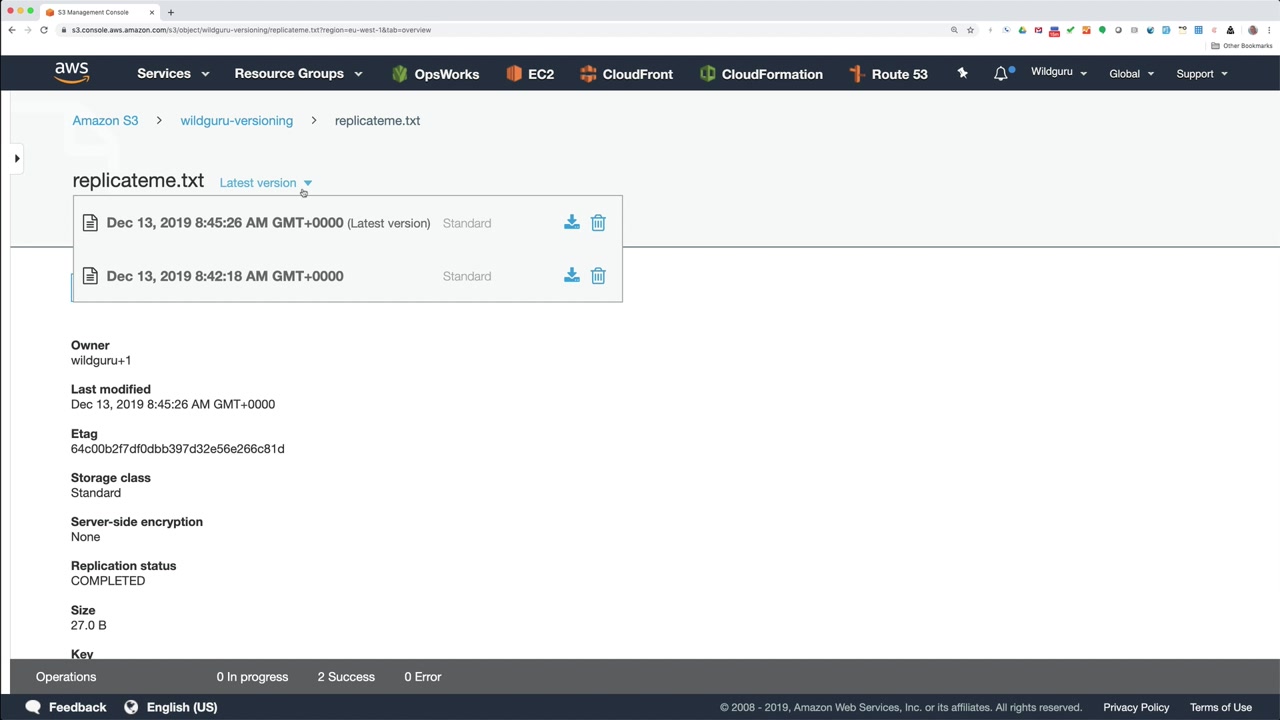 S3 Management Console
s3.console.aws.amazon.com/s3/object/wildguru-versioning/replicateme.txt?region=eu-west-1&tab=overview
Other Bookmarks
aws Services Resource Groups OpsWorks EC2 CloudFront CloudFormation Route 53 Wildguru Global Support
Amazon S3 > wildguru-versioning > replicateme.txt
replicateme.txt Latest version
Dec 13, 2019 8:45:26 AM GMT+0000 (Latest version) Standard
Dec 13, 2019 8:42:18 AM GMT+0000 Standard
Owner
wildguru+1
Last modified
Dec 13, 2019 8:45:26 AM GMT+0000
Etag
64c00b2f7df0dbb397d32e56e266c81d
Storage class
Standard
Server-side encryption
None
Replication status
COMPLETED
Size
27.0 B
Key
Operations 0 In progress 2 Success 0 Error
Feedback English (US) © 2008 - 2019, Amazon Web Services, Inc. or its affiliates. All rights reserved. Privacy Policy Terms of Use